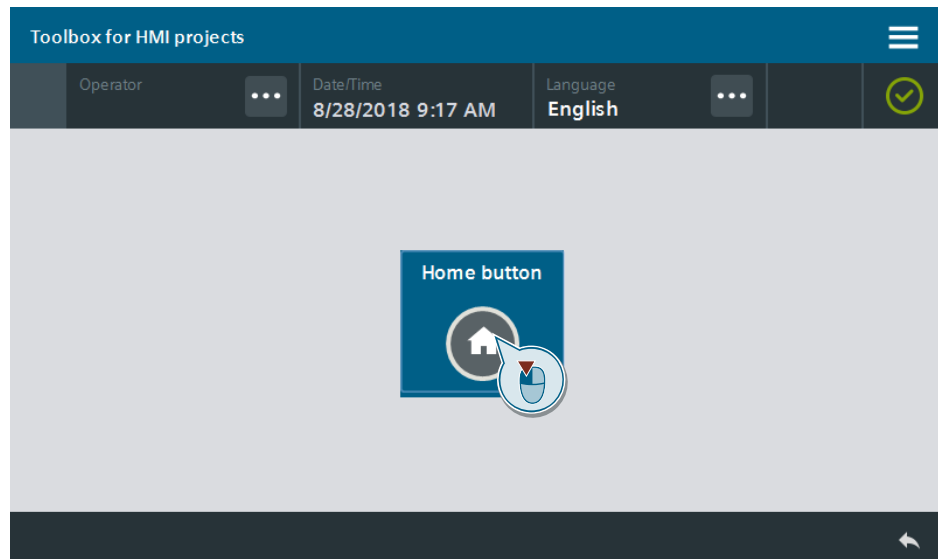 Toolbox for HMI projects
Operator
Date/Time
8/28/2018 9:17 AM
Language
English
Home button